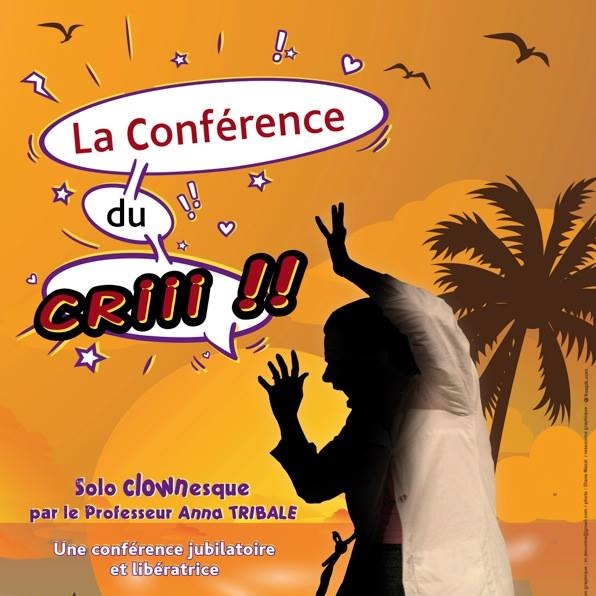 La Conférence
du
CRiii !!
Solo clownesque
par le Professeur Anna TRIBALE
Une conférence jubilatoire
et libératrice